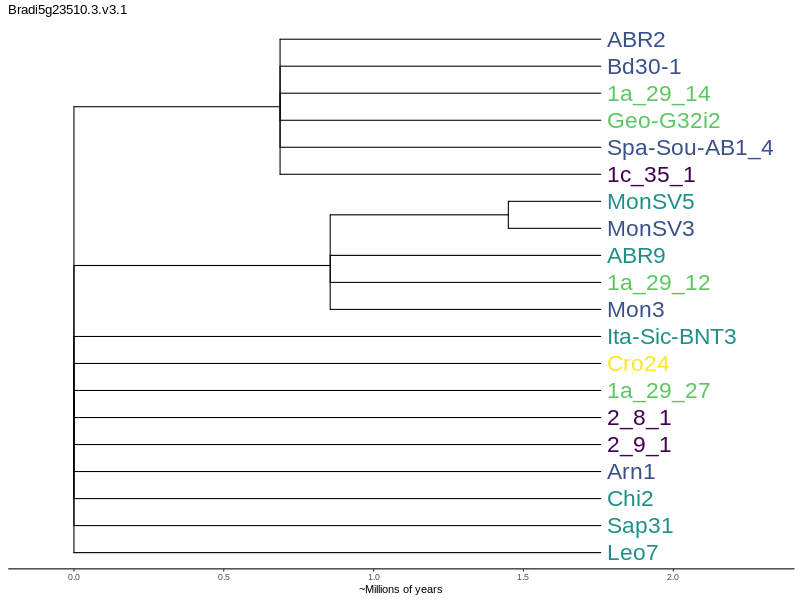 Bradi5g23510.3.v3.1
ABR2
Bd30-1
1a_29_14
Geo-G32i2
Spa-Sou-AB1_4
1c_35_1
MonSV5
MonSV3
ABR9
1a_29_12
Mon3
Ita-Sic-BNT3
Cro24
1a_29_27
2_8_1
2_9_1
Arn1
Chi2
Sap31
Leo7
0.0 0.5 1.0 1.5 2.0
~Millions of years